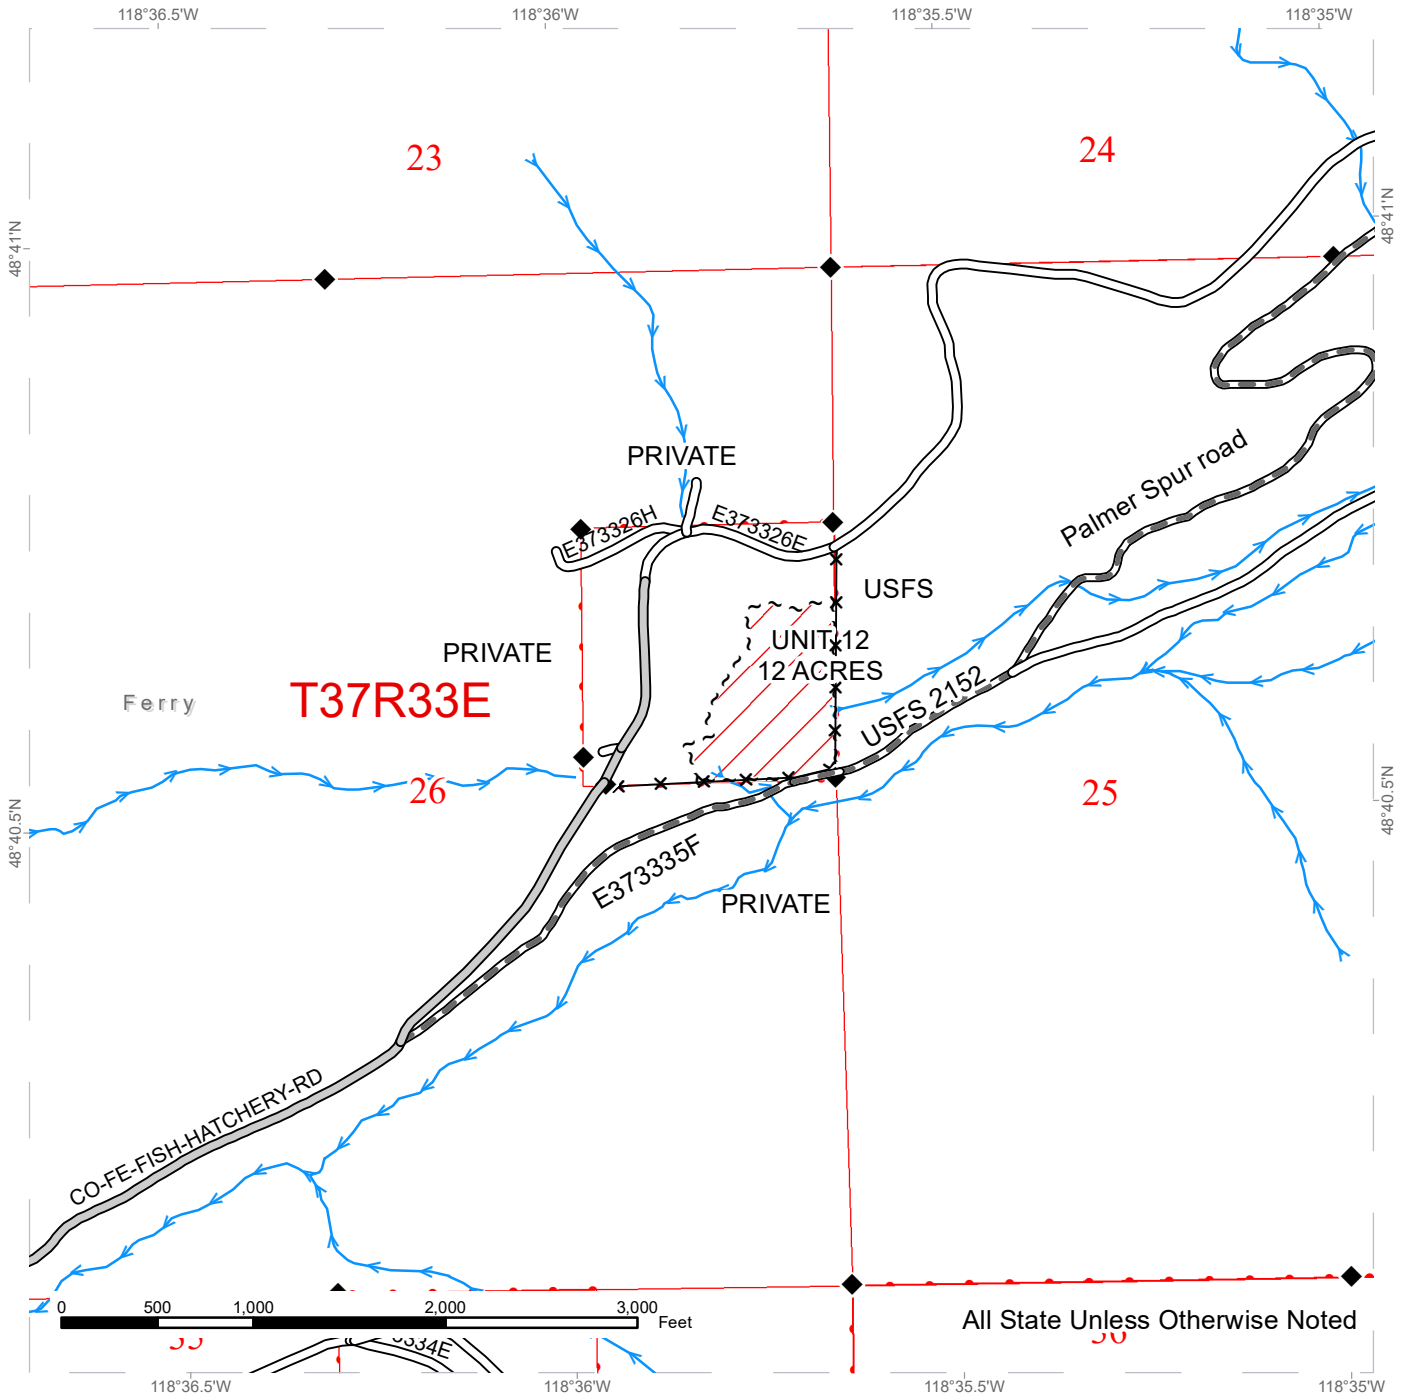 118°36.5'W
118°36'W
118°35.5'W
118°35'W
23
24
48°41'N
48°41'N
PRIVATE
Palmer Spur road
E373326H
E373326E
USFS
UNIT 12
12 ACRES
PRIVATE
Ferry
T37R33E
USFS 2152
26
25
48°40.5'N
48°40.5'N
E373335F
PRIVATE
CO-FE-FISH-HATCHERY-RD
0
500
1,000
2,000
3,000
Feet
All State Unless Otherwise Noted
118°36.5'W
118°36'W
118°35.5'W
118°35'W